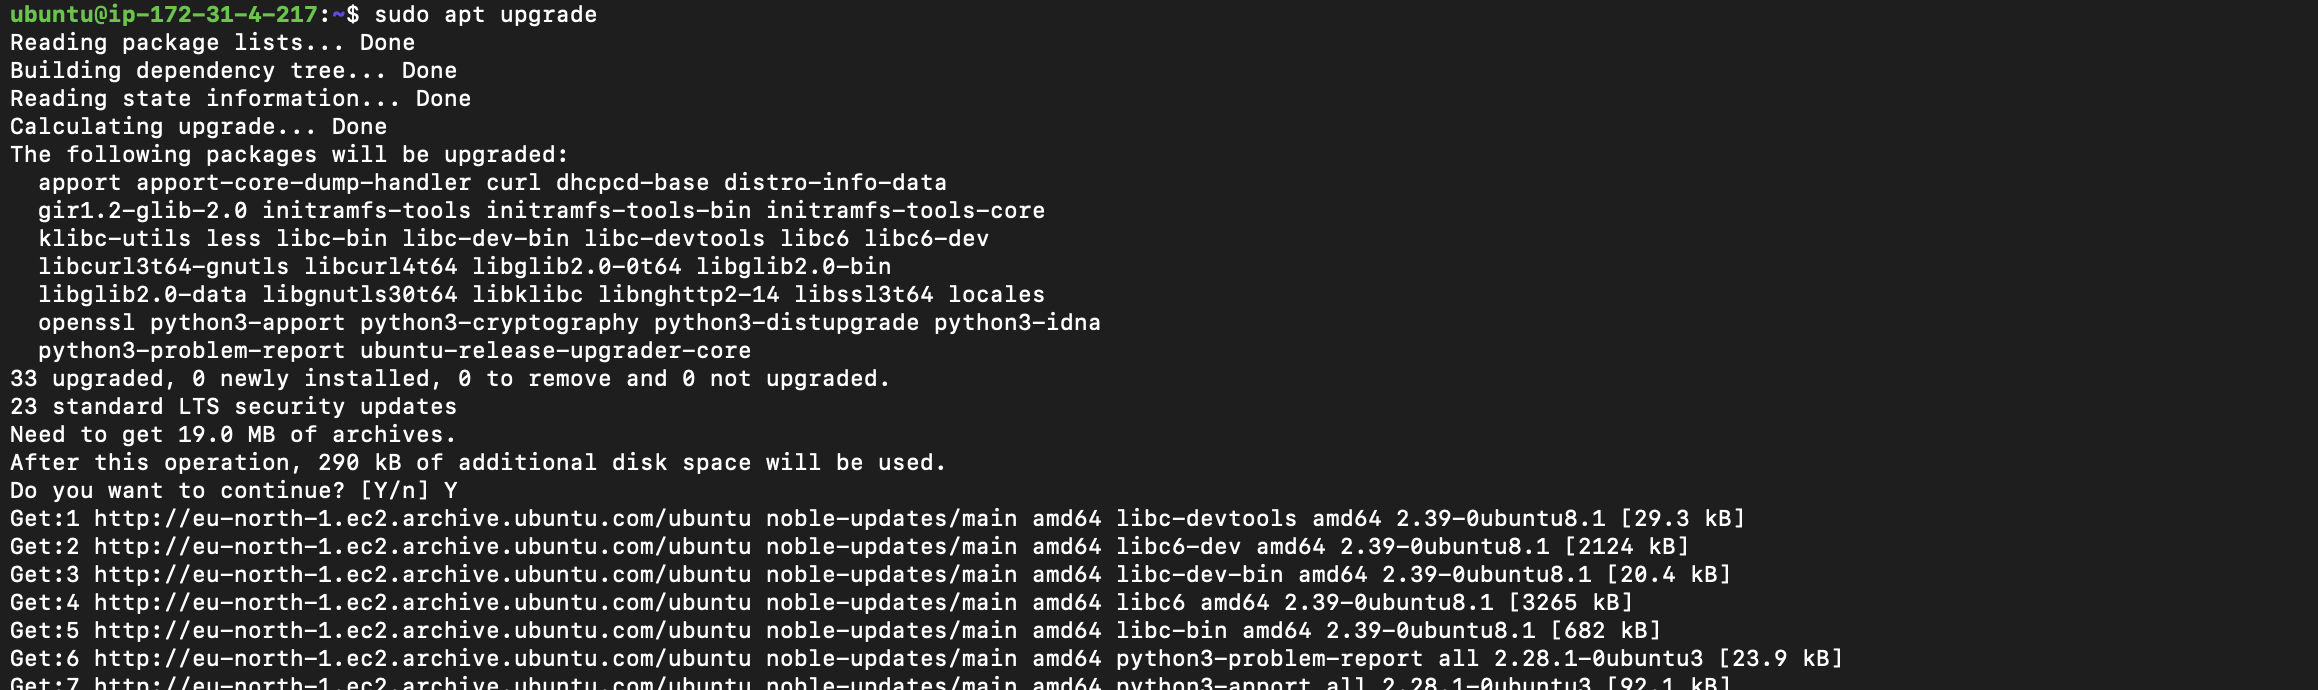 ubuntu@ip-172-31-4-217:~$ sudo apt upgrade
Reading package lists... Done
Building dependency tree... Done
Reading state information... Done
Calculating upgrade... Done
The following packages will be upgraded:
  apport apport-core-dump-handler curl dhcpcd-base distro-info-data
  gir1.2-glib-2.0 initramfs-tools initramfs-tools-bin initramfs-tools-core
  klibc-utils less libc-bin libc-dev-bin libc-devtools libc6 libc6-dev
  libcurl3t64-gnutls libcurl4t64 libglib2.0-0t64 libglib2.0-bin
  libglib2.0-data libgnutls30t64 libklibc libnghttp2-14 libssl3t64 locales
  openssl python3-apport python3-cryptography python3-distupgrade python3-idna
  python3-problem-report ubuntu-release-upgrader-core
33 upgraded, 0 newly installed, 0 to remove and 0 not upgraded.
23 standard LTS security updates
Need to get 19.0 MB of archives.
After this operation, 290 kB of additional disk space will be used.
Do you want to continue? [Y/n] Y
Get:1 http://eu-north-1.ec2.archive.ubuntu.com/ubuntu noble-updates/main amd64 libc-devtools amd64 2.39-0ubuntu8.1 [29.3 kB]
Get:2 http://eu-north-1.ec2.archive.ubuntu.com/ubuntu noble-updates/main amd64 libc6-dev amd64 2.39-0ubuntu8.1 [2124 kB]
Get:3 http://eu-north-1.ec2.archive.ubuntu.com/ubuntu noble-updates/main amd64 libc-dev-bin amd64 2.39-0ubuntu8.1 [20.4 kB]
Get:4 http://eu-north-1.ec2.archive.ubuntu.com/ubuntu noble-updates/main amd64 libc6 amd64 2.39-0ubuntu8.1 [3265 kB]
Get:5 http://eu-north-1.ec2.archive.ubuntu.com/ubuntu noble-updates/main amd64 libc-bin amd64 2.39-0ubuntu8.1 [682 kB]
Get:6 http://eu-north-1.ec2.archive.ubuntu.com/ubuntu noble-updates/main amd64 python3-problem-report all 2.28.1-0ubuntu3 [23.9 kB]
Get:7 http://eu-north-1.ec2.archive.ubuntu.com/ubuntu noble-updates/main amd64 python3-apport all 2.28.1-0ubuntu3 [92.1 kB]